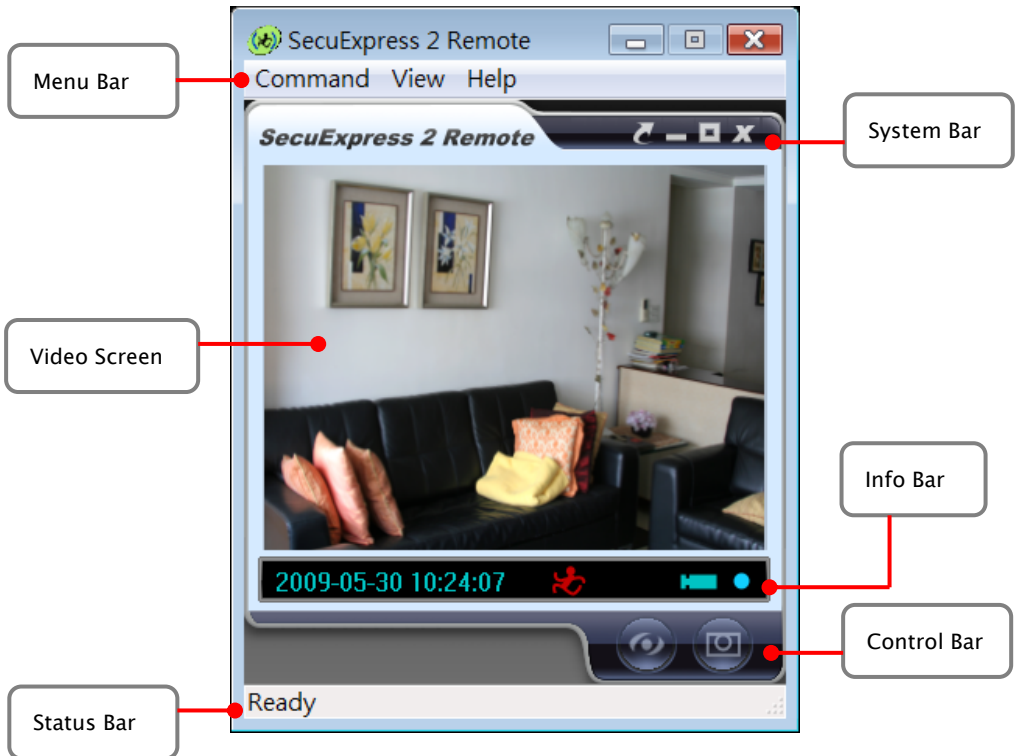 SecuExpress 2 Remote
Menu Bar
Command View Help
SecuExpress 2 Remote
System Bar
Video Screen
Info Bar
2009-05-30 10:24:07
Control Bar
Ready
Status Bar